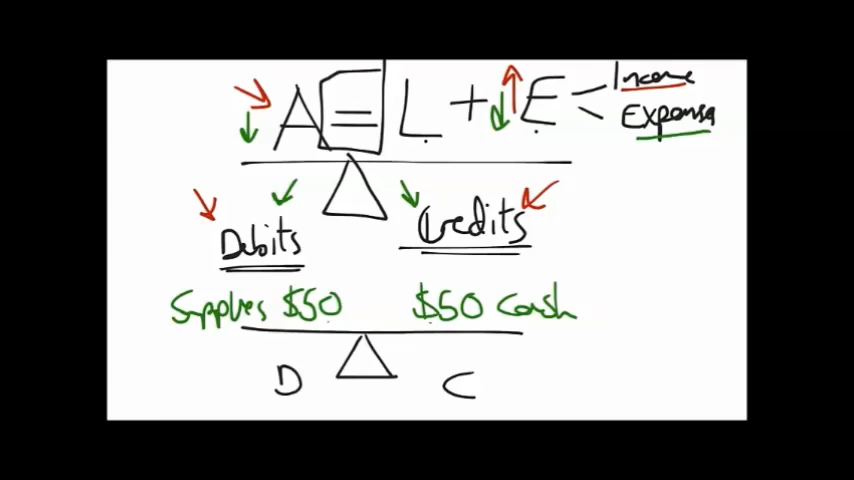 A = L + E Income
Expense
Debits Credits
Supplies $50 $50 Cash
D C